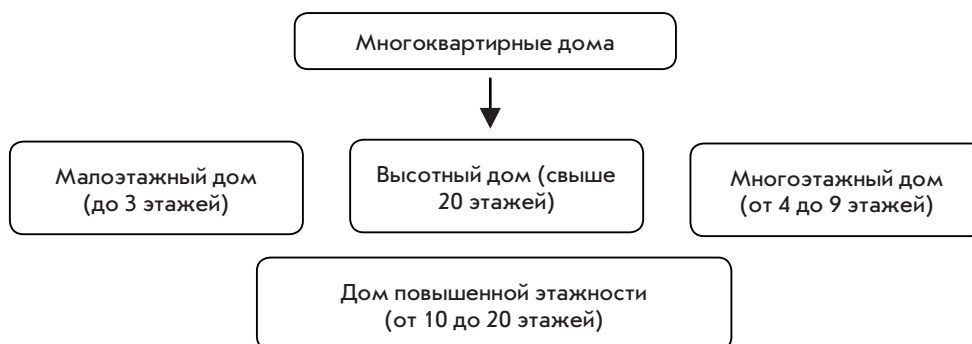 Многоквартирные дома
Малоэтажный дом
(до 3 этажей)
Высотный дом (свыше
20 этажей)
Многоэтажный дом
(от 4 до 9 этажей)
Дом повышенной этажности
(от 10 до 20 этажей)